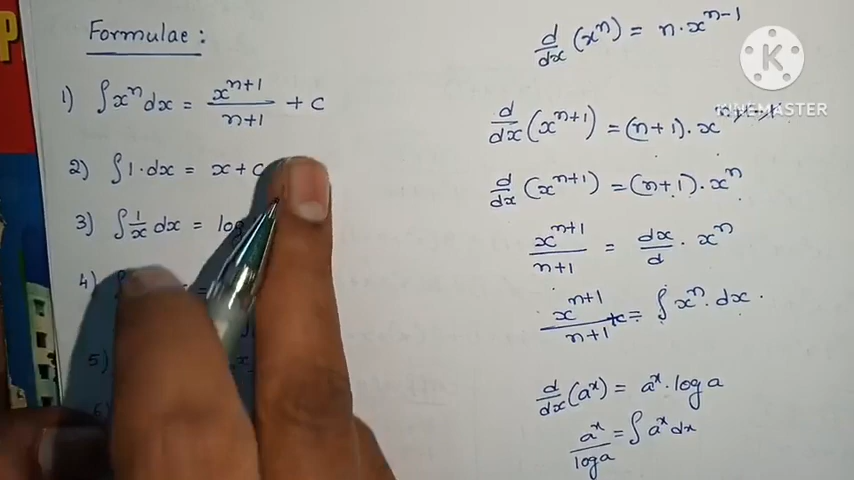 Formulae :
1) ∫xⁿ dx = xⁿ⁺¹/n+1 + c
2) ∫1·dx = x + c
3) ∫1/x dx = log
4) ∫
5)
d/dx (xⁿ) = n·xⁿ⁻¹
d/dx (xⁿ⁺¹) = (n+1)·x
d/dx (xⁿ⁺¹) = (n+1)·xⁿ
xⁿ⁺¹/n+1 = dx/d · xⁿ
xⁿ⁺¹/n+1 +c = ∫xⁿ·dx.
d/dx (aˣ) = aˣ·log a
aˣ/log a = ∫aˣ dx
K
KINEMASTER
P